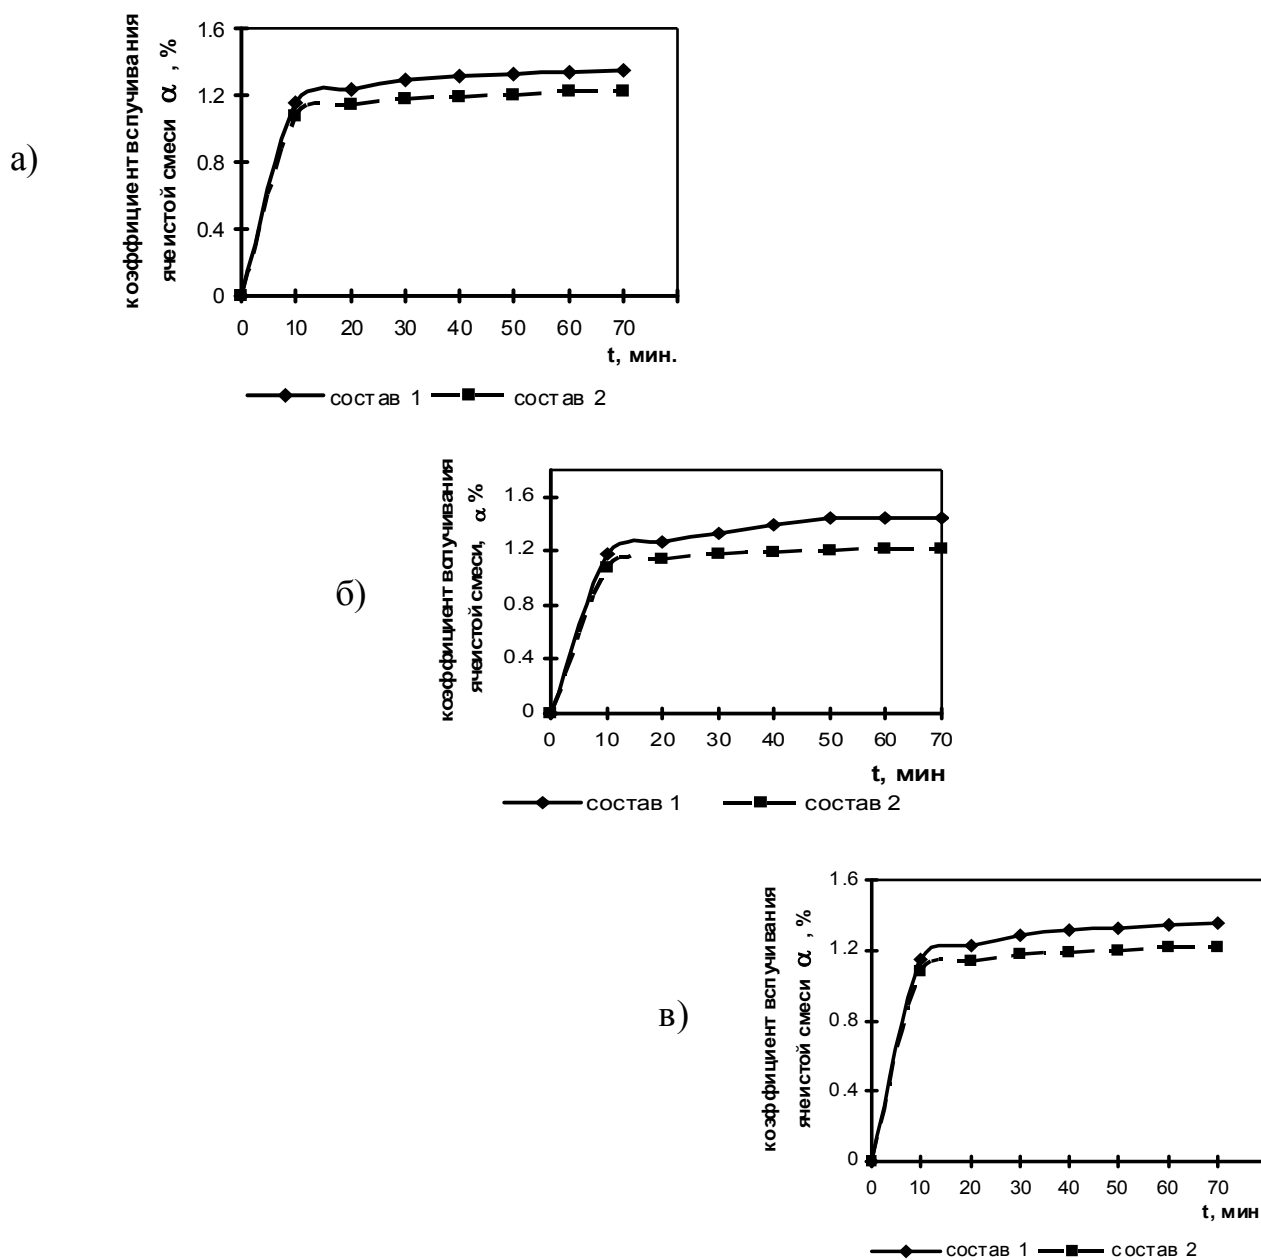 а)
коэффициент вспучивания
ячеистой смеси α , %
1.6
1.2
0.8
0.4
0
0 10 20 30 40 50 60 70
t, мин.
состав 1 состав 2
б)
коэффициент вспучивания
ячеистой смеси, α %
1.6
1.2
0.8
0.4
0
0 10 20 30 40 50 60 70
t, мин
состав 1 состав 2
в)
коэффициент вспучивания
ячеистой смеси α , %
1.6
1.2
0.8
0.4
0
0 10 20 30 40 50 60 70
t, мин
состав 1 состав 2